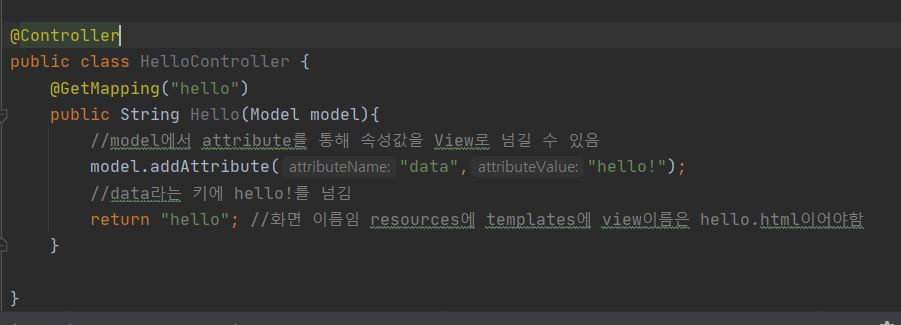 @Controller
public class HelloController {
@GetMapping("hello")
public String Hello(Model model){
//model에서 attribute를 통해 속성값을 View로 넘길 수 있음
model.addAttribute( attributeName: "data", attributeValue: "hello!");
//data라는 키에 hello!를 넘김
return "hello"; //화면 이름임 resources에 templates에 view이름은 hello.html이어야함
}
}